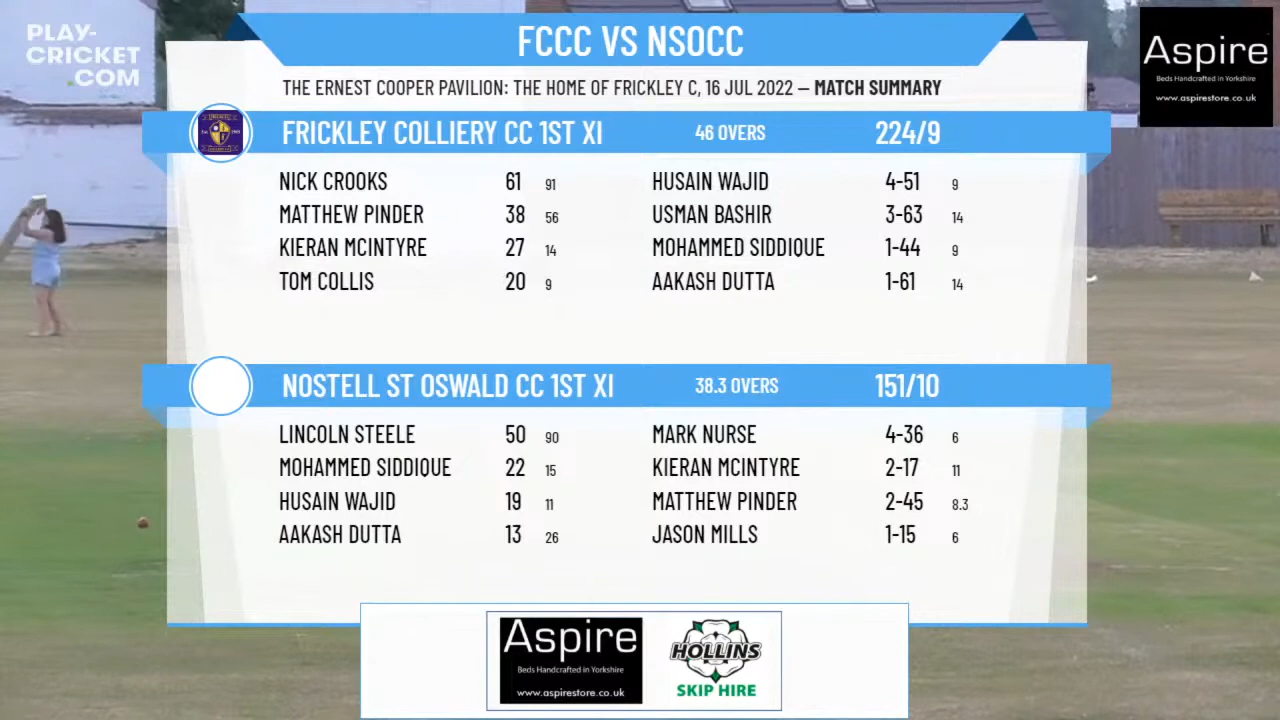 PLAY-
CRICKET
.COM
FCCC VS NSOCC
Aspire
Beds Handcrafted in Yorkshire
www.aspirestore.co.uk
THE ERNEST COOPER PAVILION: THE HOME OF FRICKLEY C, 16 JUL 2022 – MATCH SUMMARY
FRICKLEY COLLIERY CC 1ST XI 46 OVERS 224/9
NICK CROOKS 61 91 HUSAIN WAJID 4-51 9
MATTHEW PINDER 38 56 USMAN BASHIR 3-63 14
KIERAN MCINTYRE 27 14 MOHAMMED SIDDIQUE 1-44 9
TOM COLLIS 20 9 AAKASH DUTTA 1-61 14
NOSTELL ST OSWALD CC 1ST XI 38.3 OVERS 151/10
LINCOLN STEELE 50 90 MARK NURSE 4-36 6
MOHAMMED SIDDIQUE 22 15 KIERAN MCINTYRE 2-17 11
HUSAIN WAJID 19 11 MATTHEW PINDER 2-45 8.3
AAKASH DUTTA 13 26 JASON MILLS 1-15 6
Aspire
Beds Handcrafted in Yorkshire
www.aspirestore.co.uk
HOLLINS
SKIP HIRE